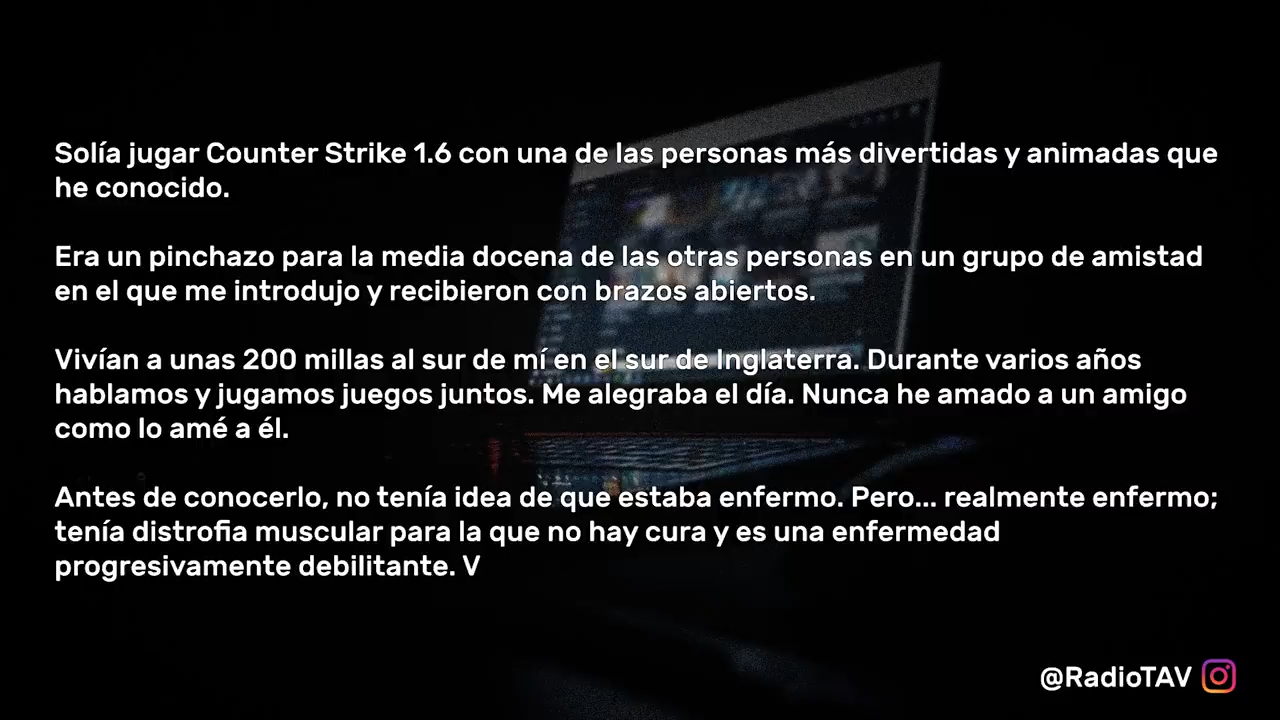 Solía jugar Counter Strike 1.6 con una de las personas más divertidas y animadas que
he conocido.
Era un pinchazo para la media docena de las otras personas en un grupo de amistad
en el que me introdujo y recibieron con brazos abiertos.
Vivían a unas 200 millas al sur de mí en el sur de Inglaterra. Durante varios años
hablamos y jugamos juegos juntos. Me alegraba el día. Nunca he amado a un amigo
como lo amé a él.
Antes de conocerlo, no tenía idea de que estaba enfermo. Pero... realmente enfermo;
tenía distrofia muscular para la que no hay cura y es una enfermedad
progresivamente debilitante. V
@RadioTAV